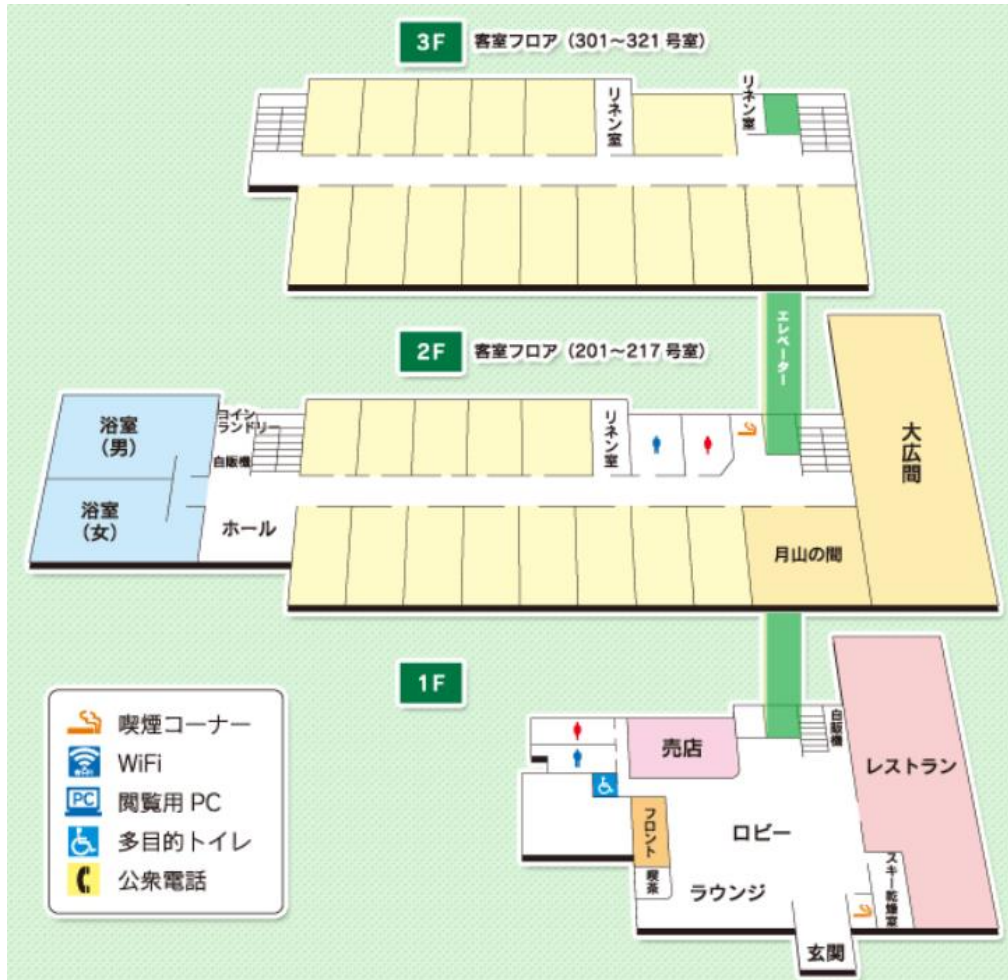 3F 客室フロア（301～321号室）
リネン室
リネン室
エレベーター
2F 客室フロア（201～217号室）
浴室
（男）
コイン
ランドリー
自販機
浴室
（女）
ホール
リネン室
月山の間
大広間
1F
喫煙コーナー
WiFi
WiFi
PC
閲覧用PC
多目的トイレ
公衆電話
売店
自販機
レストラン
フロント
喫茶
ロビー
ラウンジ
スキー乾燥室
玄関